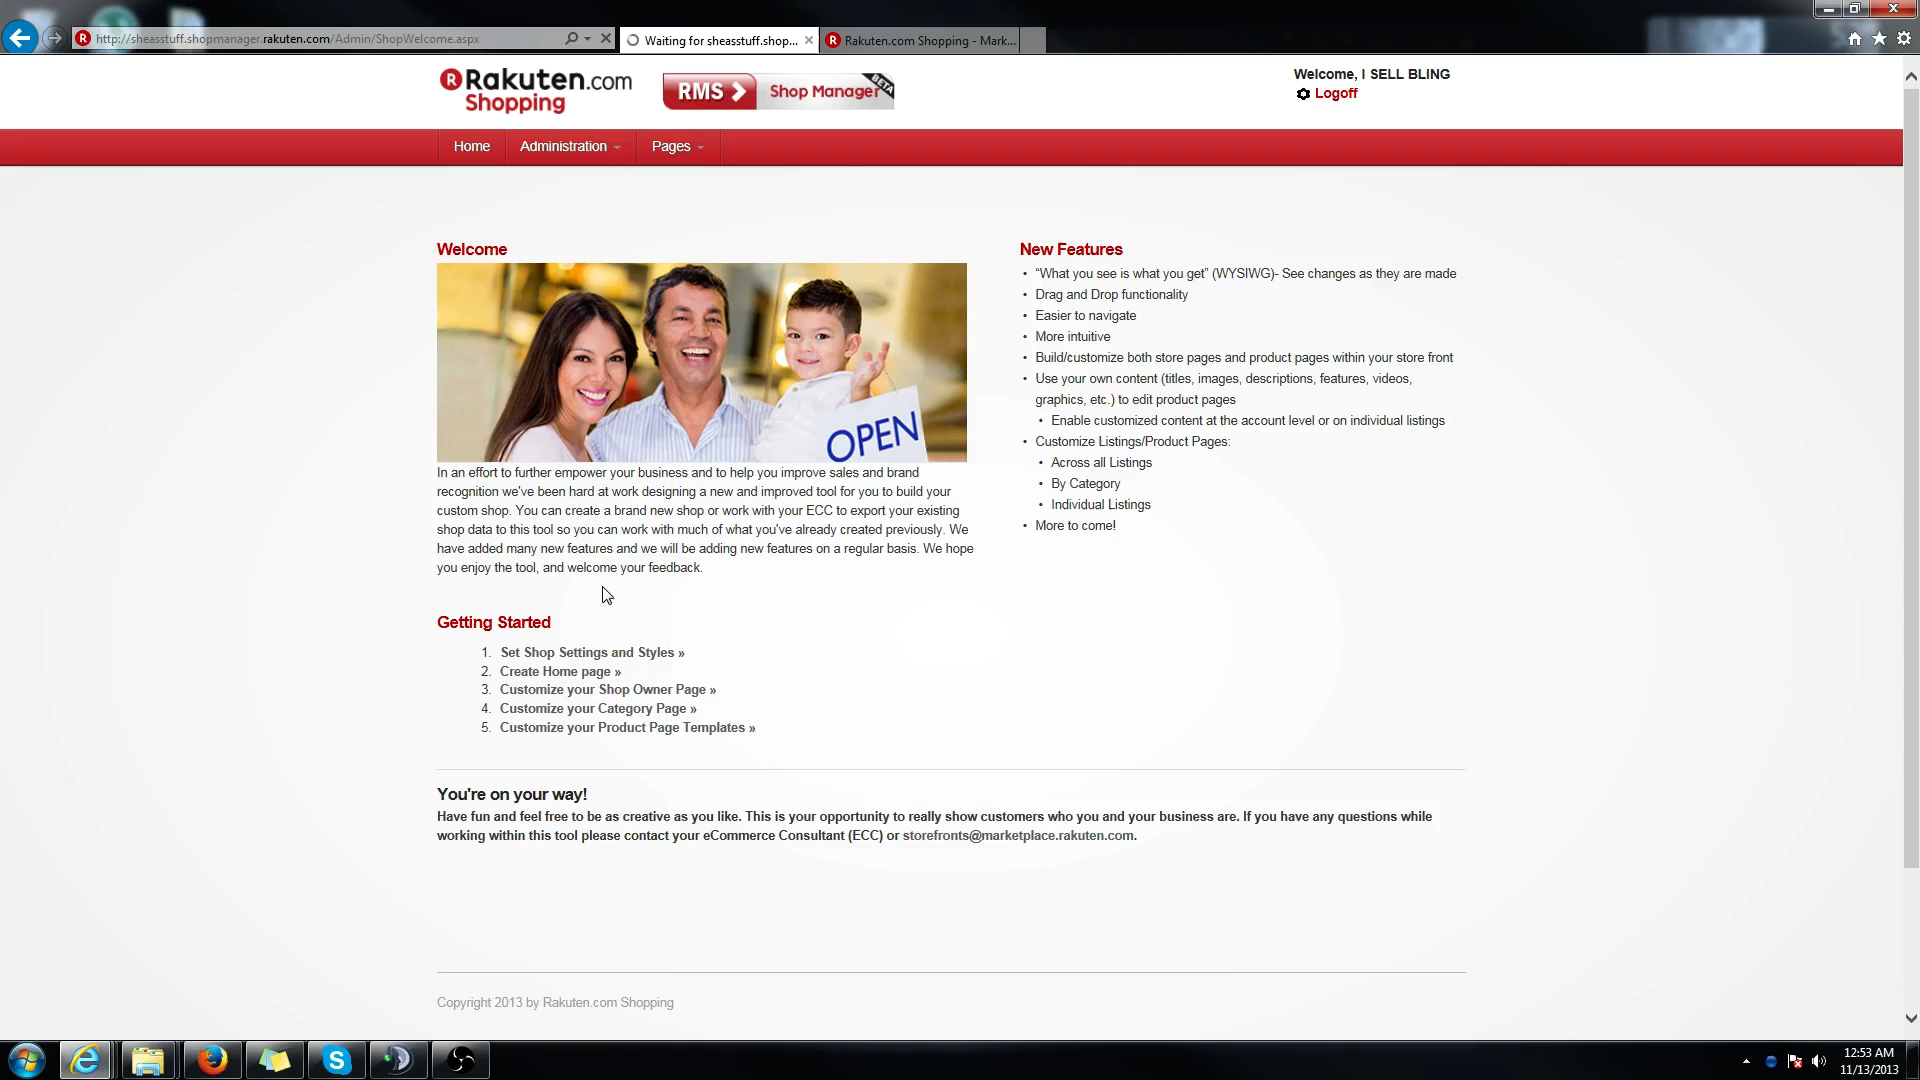 http://sheasstuff.shopmanager.rakuten.com/Admin/ShopWelcome.aspx
Waiting for sheasstuff.shop...
Rakuten.com Shopping - Mark...
Rakuten.com
Shopping
RMS
Shop Manager
BETA
Welcome, I SELL BLING
Logoff
Home
Administration
Pages
Welcome
OPEN
In an effort to further empower your business and to help you improve sales and brand
recognition we've been hard at work designing a new and improved tool for you to build your
custom shop. You can create a brand new shop or work with your ECC to export your existing
shop data to this tool so you can work with much of what you've already created previously. We
have added many new features and we will be adding new features on a regular basis. We hope
you enjoy the tool, and welcome your feedback.
Getting Started
1. Set Shop Settings and Styles »
2. Create Home page »
3. Customize your Shop Owner Page »
4. Customize your Category Page »
5. Customize your Product Page Templates »
New Features
• “What you see is what you get” (WYSIWG)- See changes as they are made
• Drag and Drop functionality
• Easier to navigate
• More intuitive
• Build/customize both store pages and product pages within your store front
• Use your own content (titles, images, descriptions, features, videos,
graphics, etc.) to edit product pages
• Enable customized content at the account level or on individual listings
• Customize Listings/Product Pages:
• Across all Listings
• By Category
• Individual Listings
• More to come!
You're on your way!
Have fun and feel free to be as creative as you like. This is your opportunity to really show customers who you and your business are. If you have any questions while
working within this tool please contact your eCommerce Consultant (ECC) or storefronts@marketplace.rakuten.com.
Copyright 2013 by Rakuten.com Shopping
12:53 AM
11/13/2013